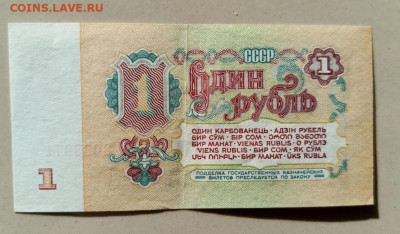 COINS.LAVE.RU
СССР
1 Один 1
рубль
ОДИН КАРБОВАНЕЦЬ · АДЗІН РУБЕЛЬ
БИР СЎМ · БІР СОМ · ᲔᲠᲗᲘ ᲛᲐᲜᲔᲗᲘ
БИР МАНАТ · VIENAS RUBLIS · О РУБЛЭ
VIENS RUBLIS · БИР СОМ · ЯК СЎМ
ՄԵԿ ՌՈՒԲԼԻ · БИР МАНАТ · ÜKS RUBLA
ПОДДЕЛКА ГОСУДАРСТВЕННЫХ КАЗНАЧЕЙСКИХ
БИЛЕТОВ ПРЕСЛЕДУЕТСЯ ПО ЗАКОНУ
1